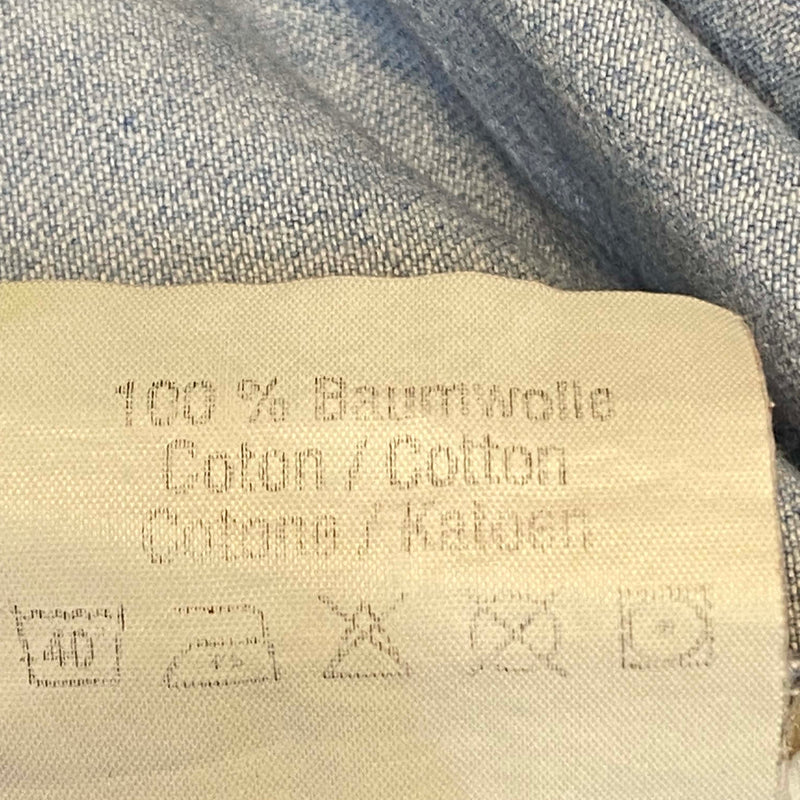 100 % Baumwolle
Coton / Cotton
Cotone / Katoen
40